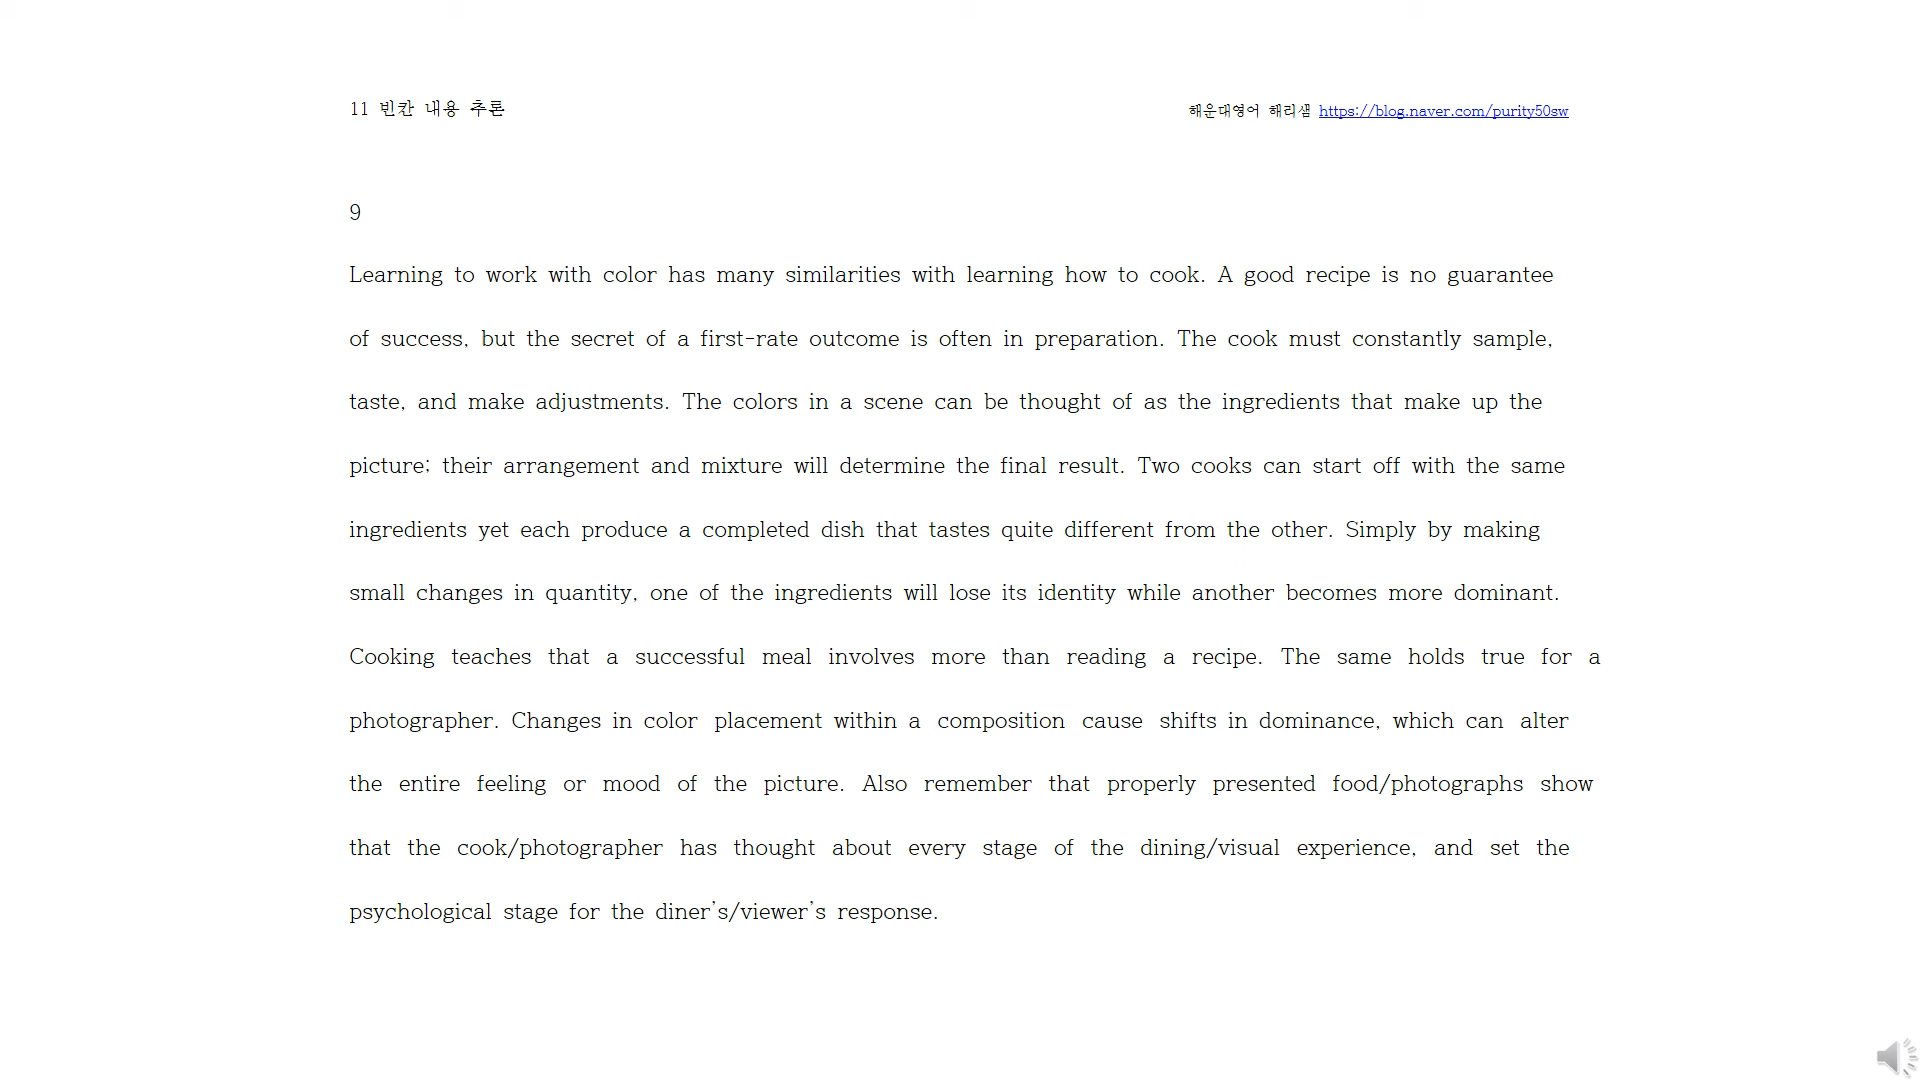 11 빈칸 내용 추론
해운대영어 해리샘 https://blog.naver.com/purity50sw
9
Learning to work with color has many similarities with learning how to cook. A good recipe is no guarantee
of success, but the secret of a first-rate outcome is often in preparation. The cook must constantly sample,
taste, and make adjustments. The colors in a scene can be thought of as the ingredients that make up the
picture; their arrangement and mixture will determine the final result. Two cooks can start off with the same
ingredients yet each produce a completed dish that tastes quite different from the other. Simply by making
small changes in quantity, one of the ingredients will lose its identity while another becomes more dominant.
Cooking teaches that a successful meal involves more than reading a recipe. The same holds true for a
photographer. Changes in color placement within a composition cause shifts in dominance, which can alter
the entire feeling or mood of the picture. Also remember that properly presented food/photographs show
that the cook/photographer has thought about every stage of the dining/visual experience, and set the
psychological stage for the diner's/viewer's response.